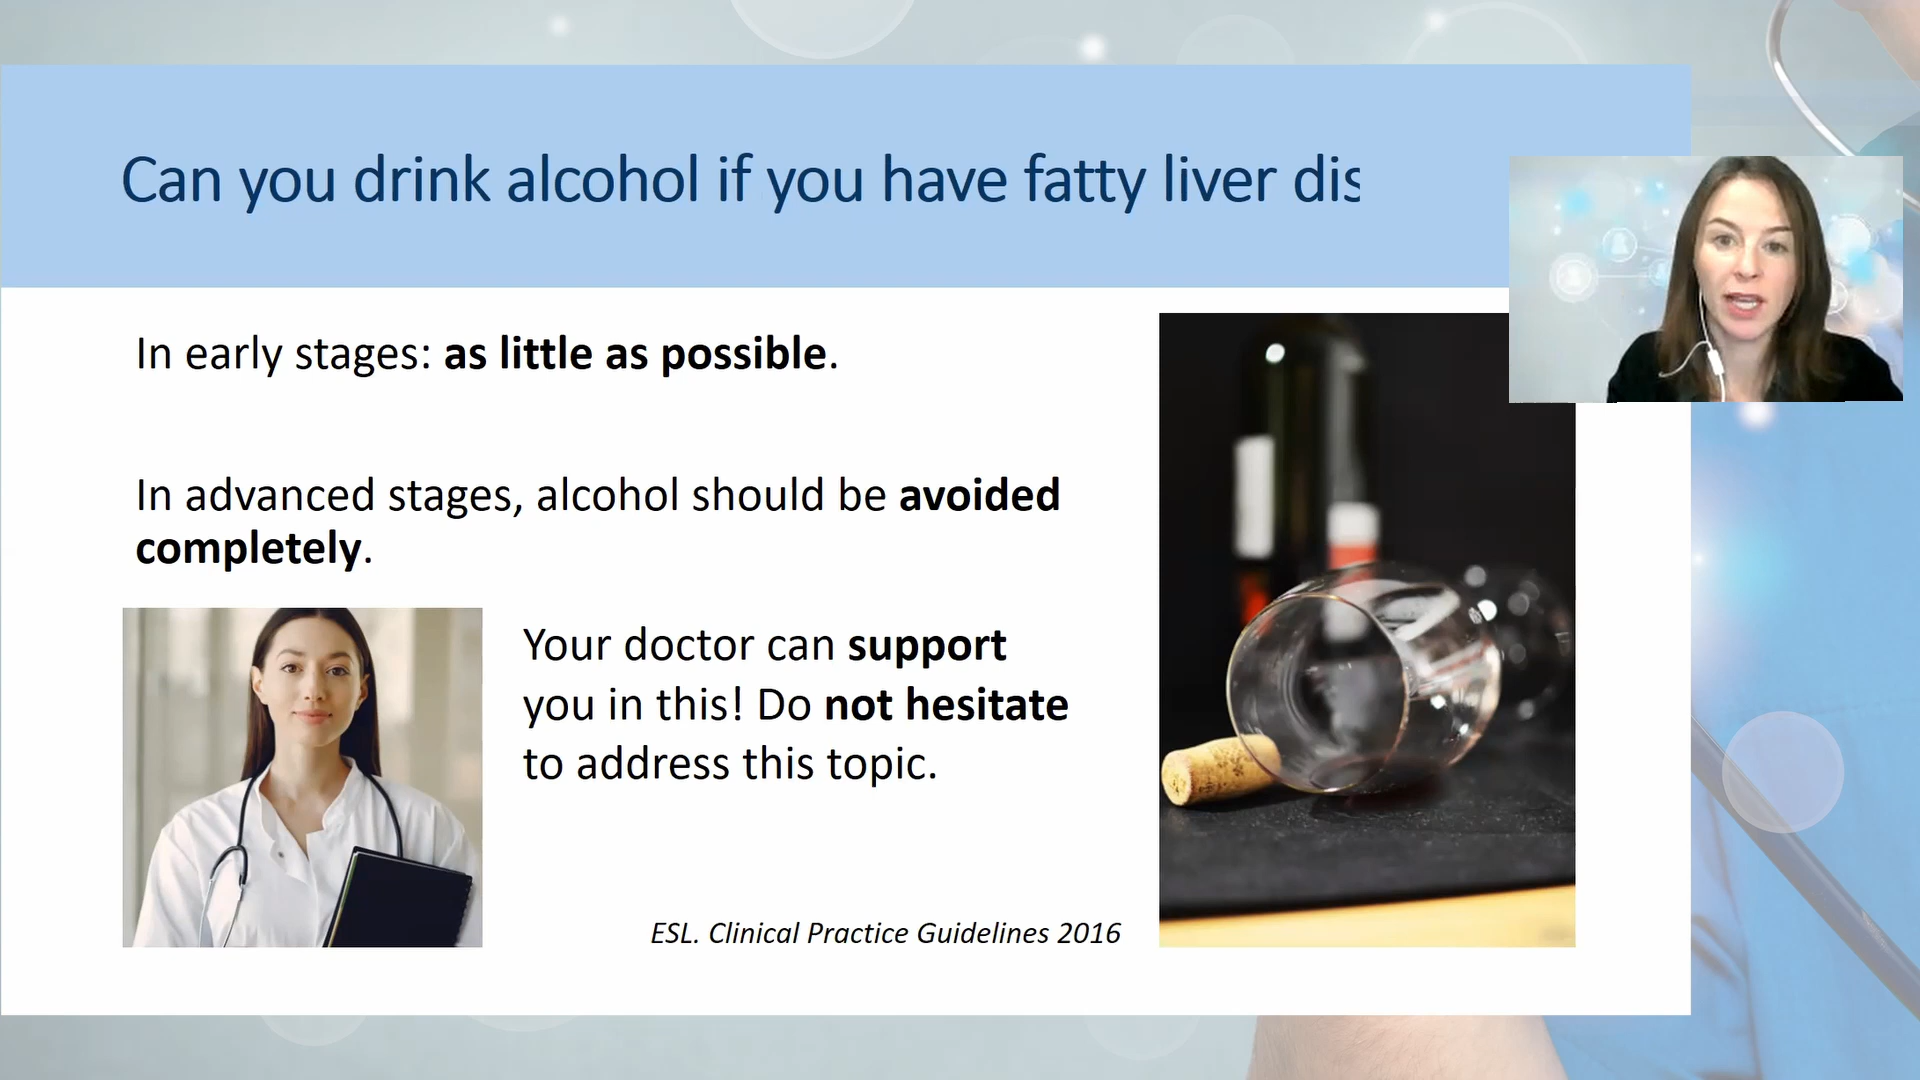 Can you drink alcohol if you have fatty liver dis
In early stages: as little as possible.
In advanced stages, alcohol should be avoided
completely.
Your doctor can support
you in this! Do not hesitate
to address this topic.
ESL. Clinical Practice Guidelines 2016